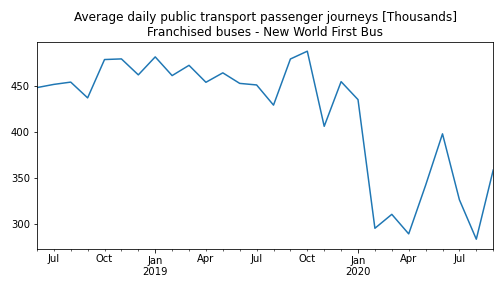 Average daily public transport passenger journeys [Thousands]
Franchised buses - New World First Bus
450
400
350
300
Jul Oct Jan Apr Jul Oct Jan Apr Jul
2019 2020